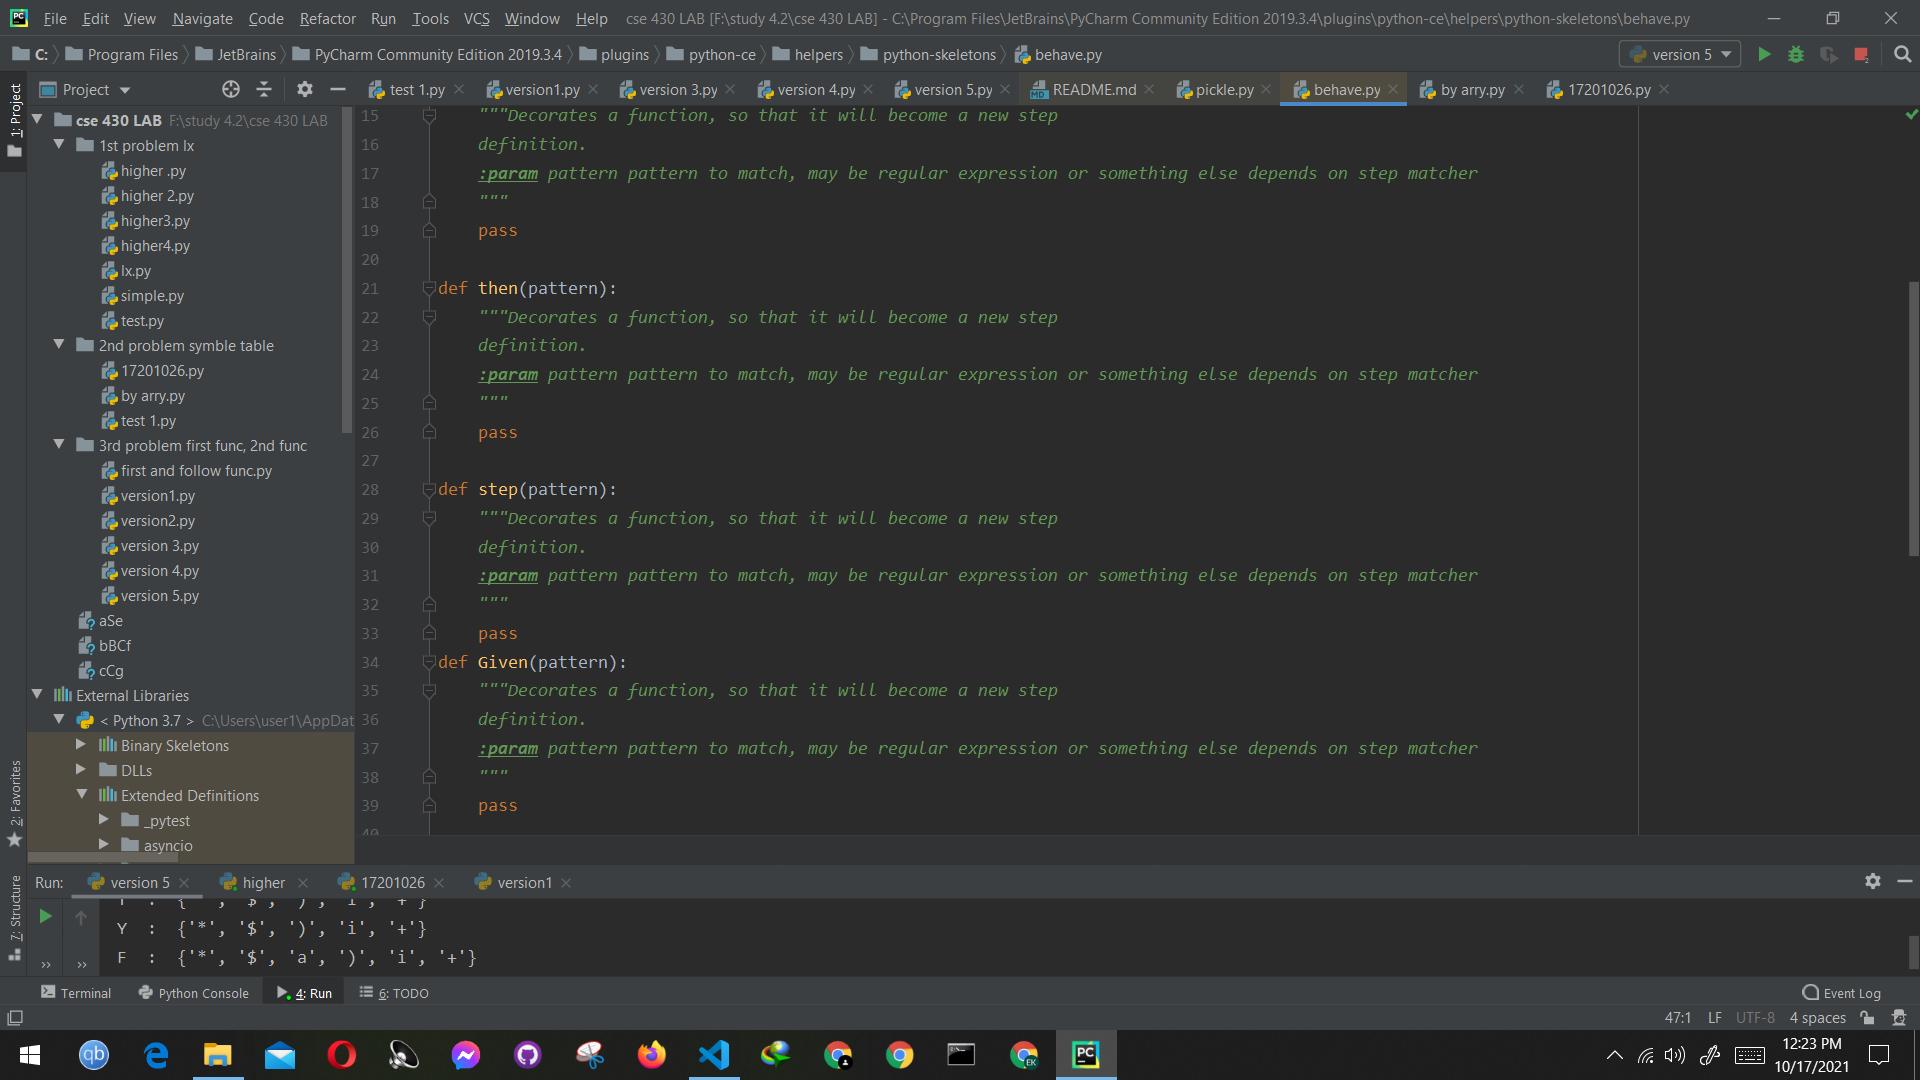 File Edit View Navigate Code Refactor Run Tools VCS Window Help cse 430 LAB [F:\study 4.2\cse 430 LAB] - C:\Program Files\JetBrains\PyCharm Community Edition 2019.3.4\plugins\python-ce\helpers\python-skeletons\behave.py
C: Program Files JetBrains PyCharm Community Edition 2019.3.4 plugins python-ce helpers python-skeletons behave.py version 5
1: Project
Project
test 1.py version1.py version 3.py version 4.py version 5.py README.md pickle.py behave.py by arry.py 17201026.py
cse 430 LAB F:\study 4.2\cse 430 LAB
1st problem lx
higher .py
higher 2.py
higher3.py
higher4.py
lx.py
simple.py
test.py
2nd problem symble table
17201026.py
by arry.py
test 1.py
3rd problem first func, 2nd func
first and follow func.py
version1.py
version2.py
version 3.py
version 4.py
version 5.py
aSe
bBCf
cCg
External Libraries
< Python 3.7 > C:\Users\user1\AppDat
Binary Skeletons
DLLs
Extended Definitions
_pytest
asyncio
2: Favorites
7: Structure
15 """Decorates a function, so that it will become a new step
16 definition.
17 :param pattern pattern to match, may be regular expression or something else depends on step matcher
18 """
19 pass
20
21 def then(pattern):
22 """Decorates a function, so that it will become a new step
23 definition.
24 :param pattern pattern to match, may be regular expression or something else depends on step matcher
25 """
26 pass
27
28 def step(pattern):
29 """Decorates a function, so that it will become a new step
30 definition.
31 :param pattern pattern to match, may be regular expression or something else depends on step matcher
32 """
33 pass
34 def Given(pattern):
35 """Decorates a function, so that it will become a new step
36 definition.
37 :param pattern pattern to match, may be regular expression or something else depends on step matcher
38 """
39 pass
40
Run: version 5 higher 17201026 version1
Y : {'*', '$', ')', 'i', '+'}
F : {'*', '$', 'a', ')', 'i', '+'}
Terminal Python Console 4: Run 6: TODO Event Log
47:1 LF UTF-8 4 spaces
12:23 PM
10/17/2021